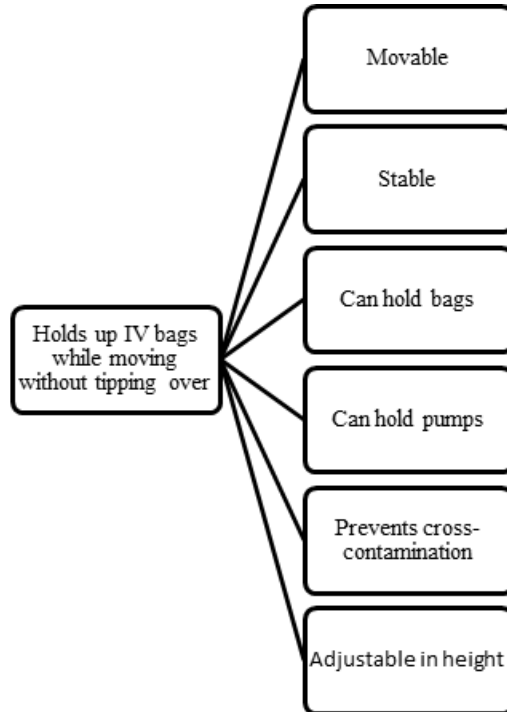 Movable
Stable
Can hold bags
Holds up IV bags
while moving
without tipping over
Can hold pumps
Prevents cross-
contamination
Adjustable in height